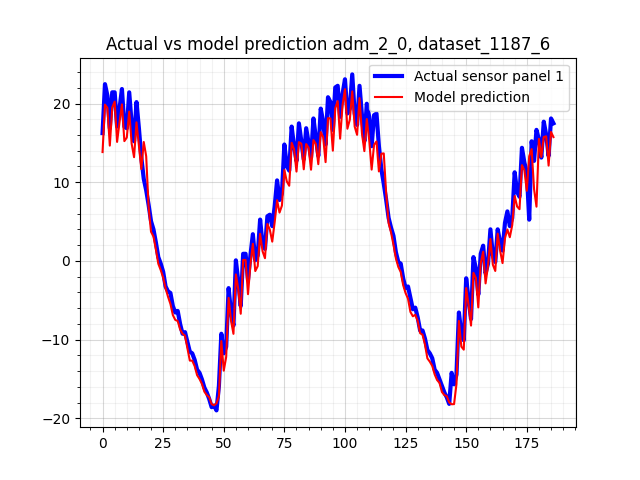 Actual vs model prediction adm_2_0, dataset_1187_6
Actual sensor panel 1
Model prediction
20
10
0
−10
−20
0 25 50 75 100 125 150 175